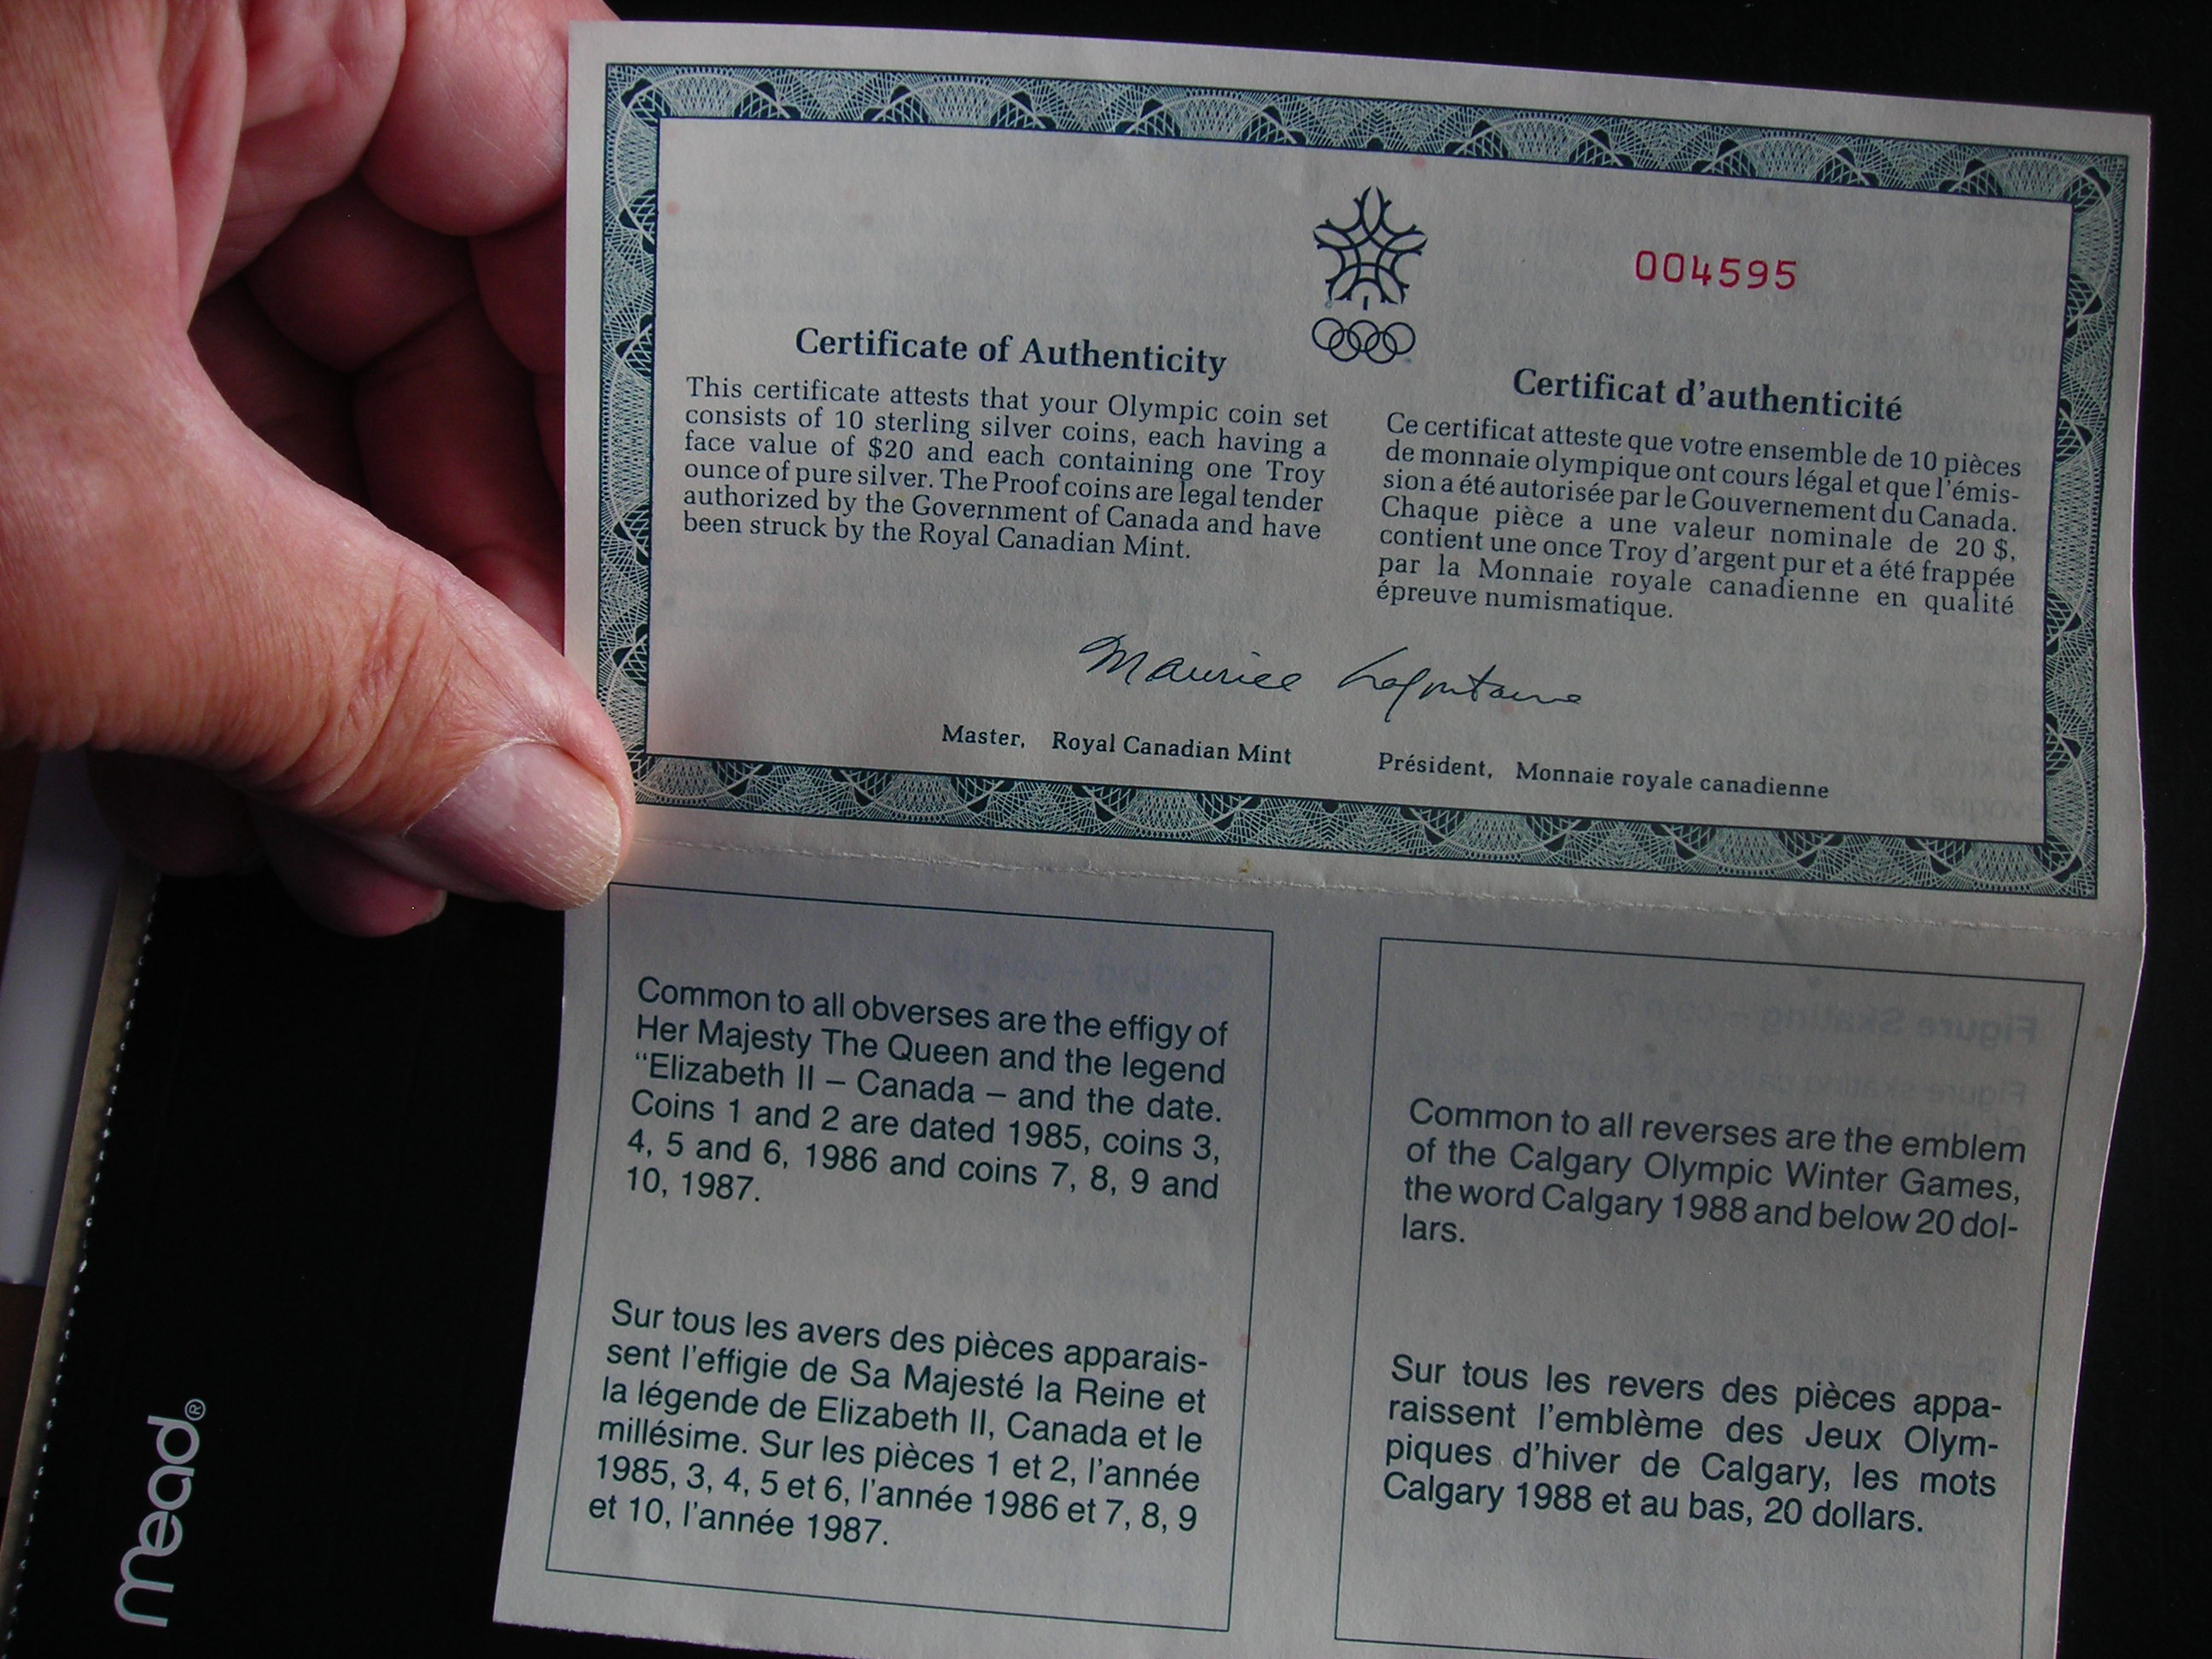 004595
Certificate of Authenticity
This certificate attests that your Olympic coin set
consists of 10 sterling silver coins, each having a
face value of $20 and each containing one Troy
ounce of pure silver. The Proof coins are legal tender
authorized by the Government of Canada and have
been struck by the Royal Canadian Mint.
Certificat d'authenticité
Ce certificat atteste que votre ensemble de 10 pièces
de monnaie olympique ont cours légal et que l'émis-
sion a été autorisée par le Gouvernement du Canada.
Chaque pièce a une valeur nominale de 20 $,
contient une once Troy d'argent pur et a été frappée
par la Monnaie royale canadienne en qualité
épreuve numismatique.
Maurice Lafontaine
Master, Royal Canadian Mint
Président, Monnaie royale canadienne
Common to all obverses are the effigy of
Her Majesty The Queen and the legend
“Elizabeth II – Canada – and the date.
Coins 1 and 2 are dated 1985, coins 3,
4, 5 and 6, 1986 and coins 7, 8, 9 and
10, 1987.
Sur tous les avers des pièces apparais-
sent l'effigie de Sa Majesté la Reine et
la légende de Elizabeth II, Canada et le
millésime. Sur les pièces 1 et 2, l'année
1985, 3, 4, 5 et 6, l'année 1986 et 7, 8, 9
et 10, l'année 1987.
Common to all reverses are the emblem
of the Calgary Olympic Winter Games,
the word Calgary 1988 and below 20 dol-
lars.
Sur tous les revers des pièces appa-
raissent l'emblème des Jeux Olym-
piques d'hiver de Calgary, les mots
Calgary 1988 et au bas, 20 dollars.
mead®